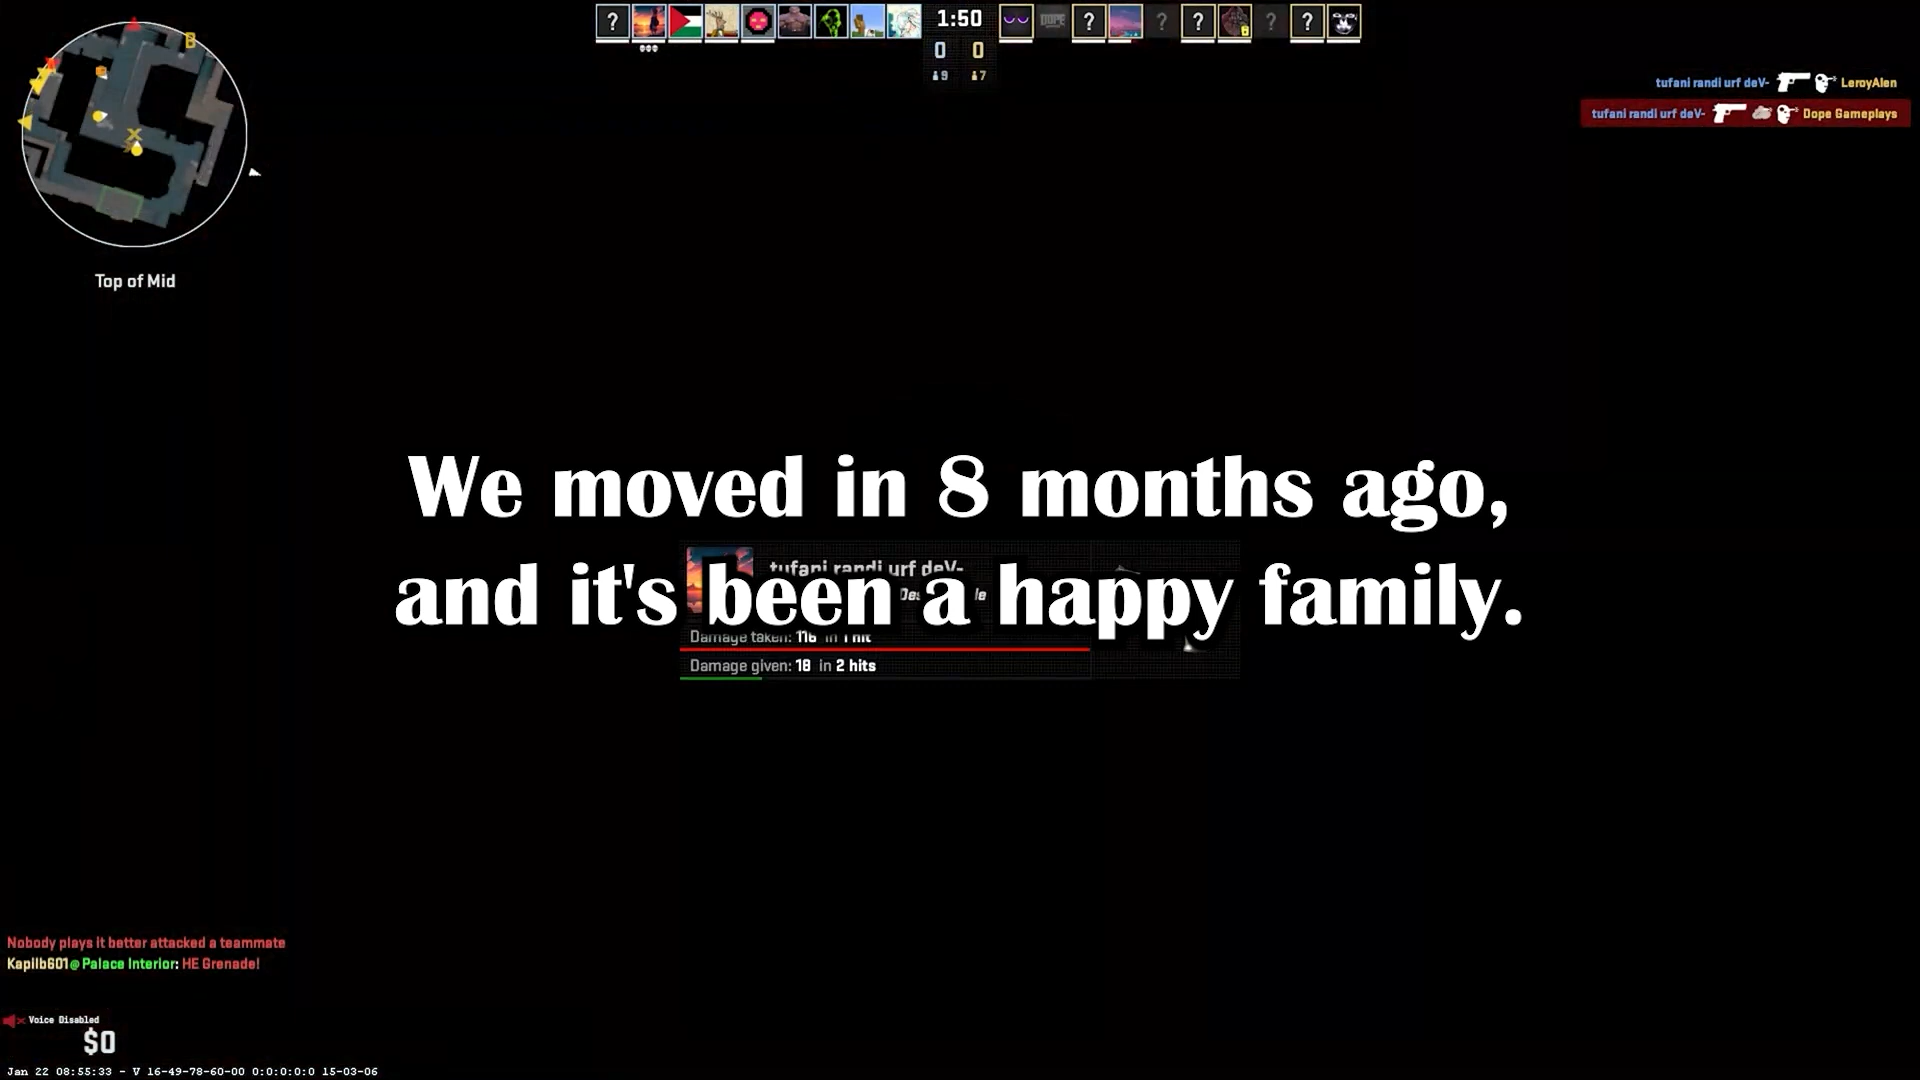 1:50
0 0
9 7
DOPE
B
tufani randi urf deV- LeroyAlen
tufani randi urf deV- Dope Gameplays
Top of Mid
We moved in 8 months ago,
and it's been a happy family.
tufani randi urf deV-
Damage taken: 116 in 1 hit
Damage given: 18 in 2 hits
Nobody plays it better attacked a teammate
Kapilb601@ Palace Interior: HE Grenade!
Voice Disabled
$0
Jan 22 08:55:33 - V 16-49-78-60-00 0:0:0:0:0 15-03-06